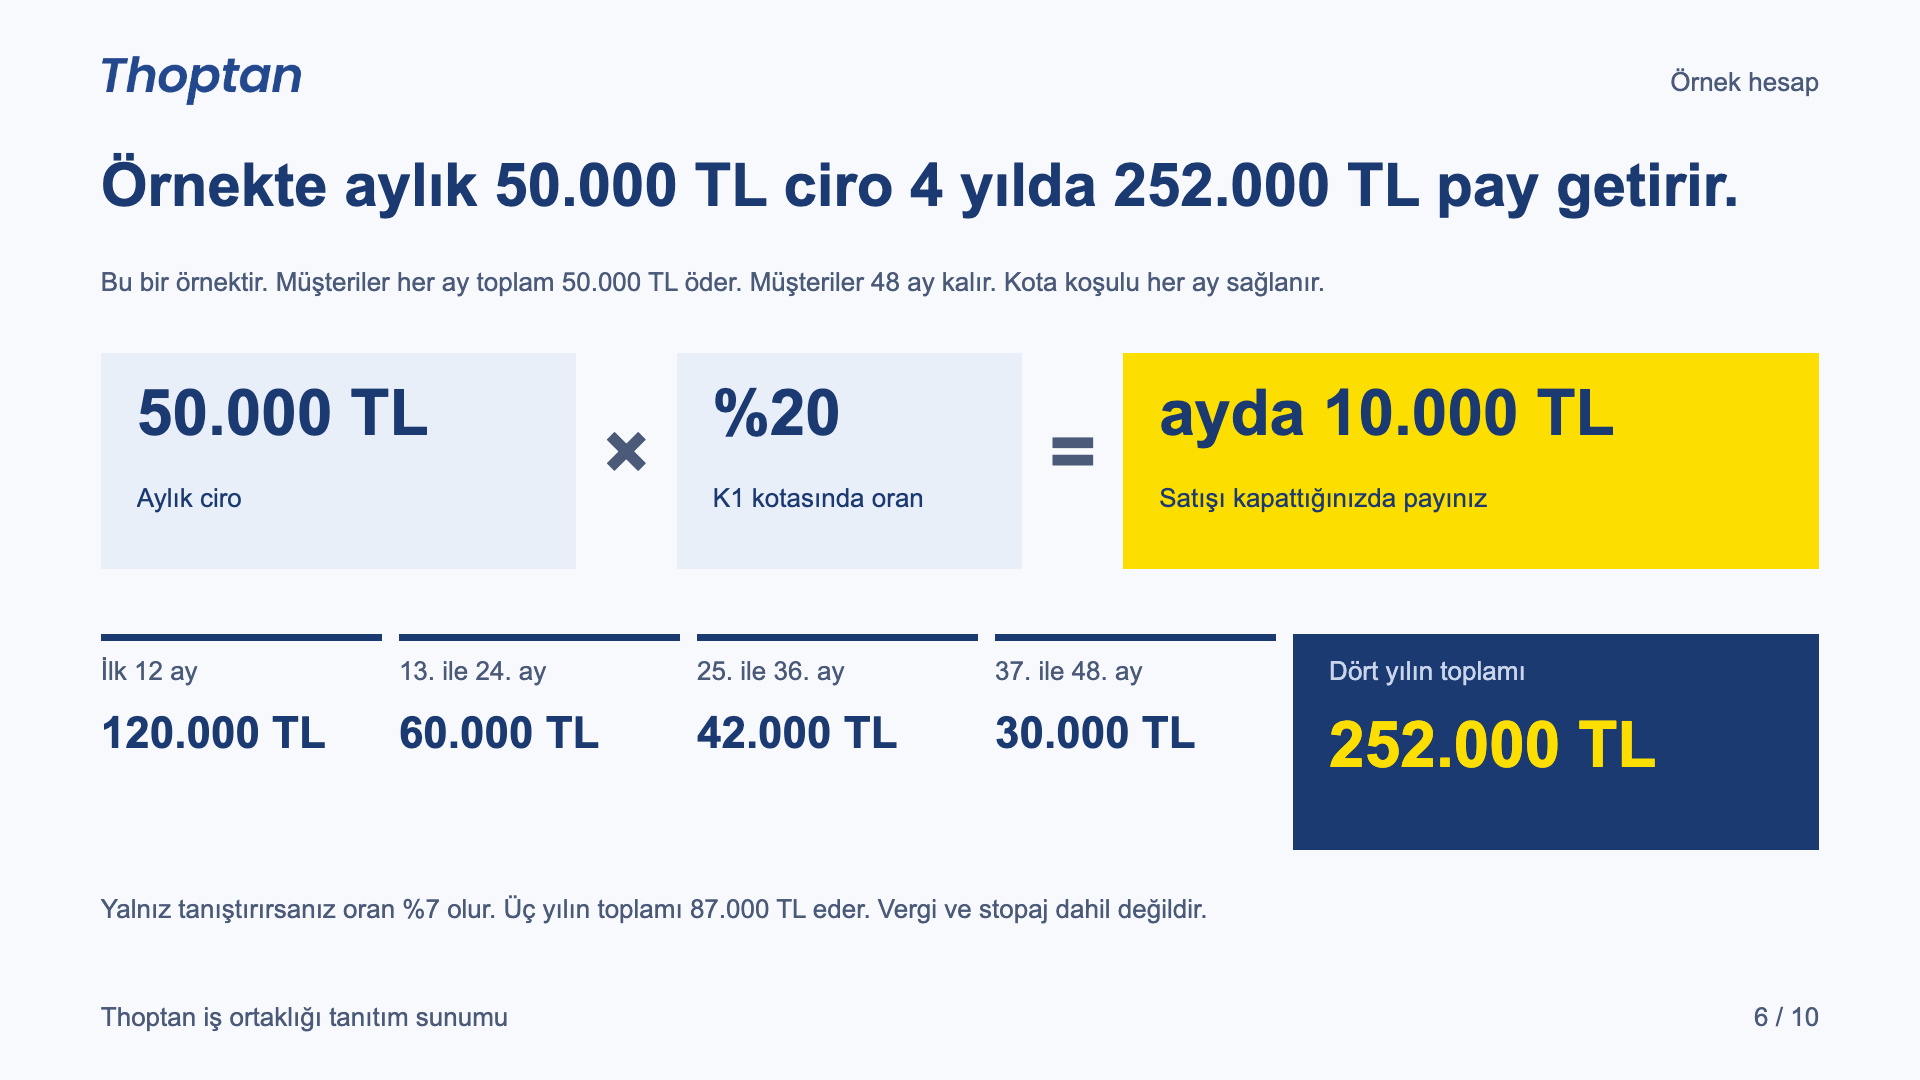 Thoptan
Örnek hesap
Örnekte aylık 50.000 TL ciro 4 yılda 252.000 TL pay getirir.
Bu bir örnektir. Müşteriler her ay toplam 50.000 TL öder. Müşteriler 48 ay kalır. Kota koşulu her ay sağlanır.
50.000 TL
Aylık ciro
×
%20
K1 kotasında oran
=
ayda 10.000 TL
Satışı kapattığınızda payınız
İlk 12 ay
120.000 TL
13. ile 24. ay
60.000 TL
25. ile 36. ay
42.000 TL
37. ile 48. ay
30.000 TL
Dört yılın toplamı
252.000 TL
Yalnız tanıştırırsanız oran %7 olur. Üç yılın toplamı 87.000 TL eder. Vergi ve stopaj dahil değildir.
Thoptan iş ortaklığı tanıtım sunumu
6 / 10